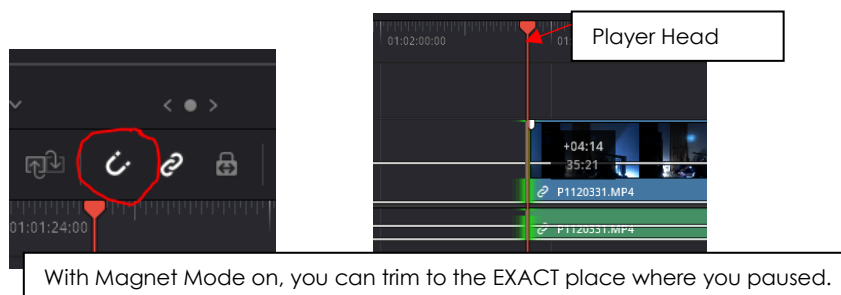 01:01:24:00
01:02:00:00
01:
Player Head
+04:14
35:21
P1120331.MP4
P1120331.MP4
With Magnet Mode on, you can trim to the EXACT place where you paused.